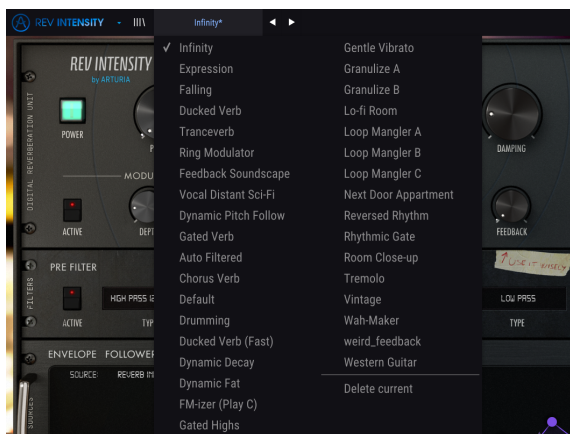 REV INTENSITY
Infinity*
REV INTENSITY
by ARTURIA
DIGITAL REVERBERATION UNIT
POWER
DAMPING
MODU
ACTIVE
DEPT
FEEDBACK
PRE FILTER
USE IT WISELY
FILTERS
HIGH PASS 12
LOW PASS
ACTIVE
TYP
TYPE
ENVELOPE FOLLOWER
SOURCE:
REVERB IN
SOURCES
✓ Infinity
Expression
Falling
Ducked Verb
Tranceverb
Ring Modulator
Feedback Soundscape
Vocal Distant Sci-Fi
Dynamic Pitch Follow
Gated Verb
Auto Filtered
Chorus Verb
Default
Drumming
Ducked Verb (Fast)
Dynamic Decay
Dynamic Fat
FM-izer (Play C)
Gated Highs
Gentle Vibrato
Granulize A
Granulize B
Lo-fi Room
Loop Mangler A
Loop Mangler B
Loop Mangler C
Next Door Appartment
Reversed Rhythm
Rhythmic Gate
Room Close-up
Tremolo
Vintage
Wah-Maker
weird_feedback
Western Guitar
Delete current